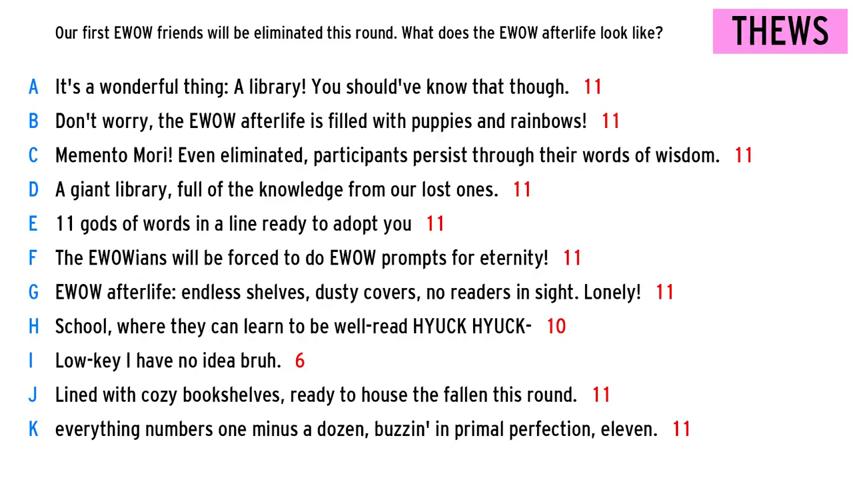 Our first EWOW friends will be eliminated this round. What does the EWOW afterlife look like?
THEWS
A It's a wonderful thing: A library! You should've know that though. 11
B Don't worry, the EWOW afterlife is filled with puppies and rainbows! 11
C Memento Mori! Even eliminated, participants persist through their words of wisdom. 11
D A giant library, full of the knowledge from our lost ones. 11
E 11 gods of words in a line ready to adopt you 11
F The EWOWians will be forced to do EWOW prompts for eternity! 11
G EWOW afterlife: endless shelves, dusty covers, no readers in sight. Lonely! 11
H School, where they can learn to be well-read HYUCK HYUCK- 10
I Low-key I have no idea bruh. 6
J Lined with cozy bookshelves, ready to house the fallen this round. 11
K everything numbers one minus a dozen, buzzin' in primal perfection, eleven. 11